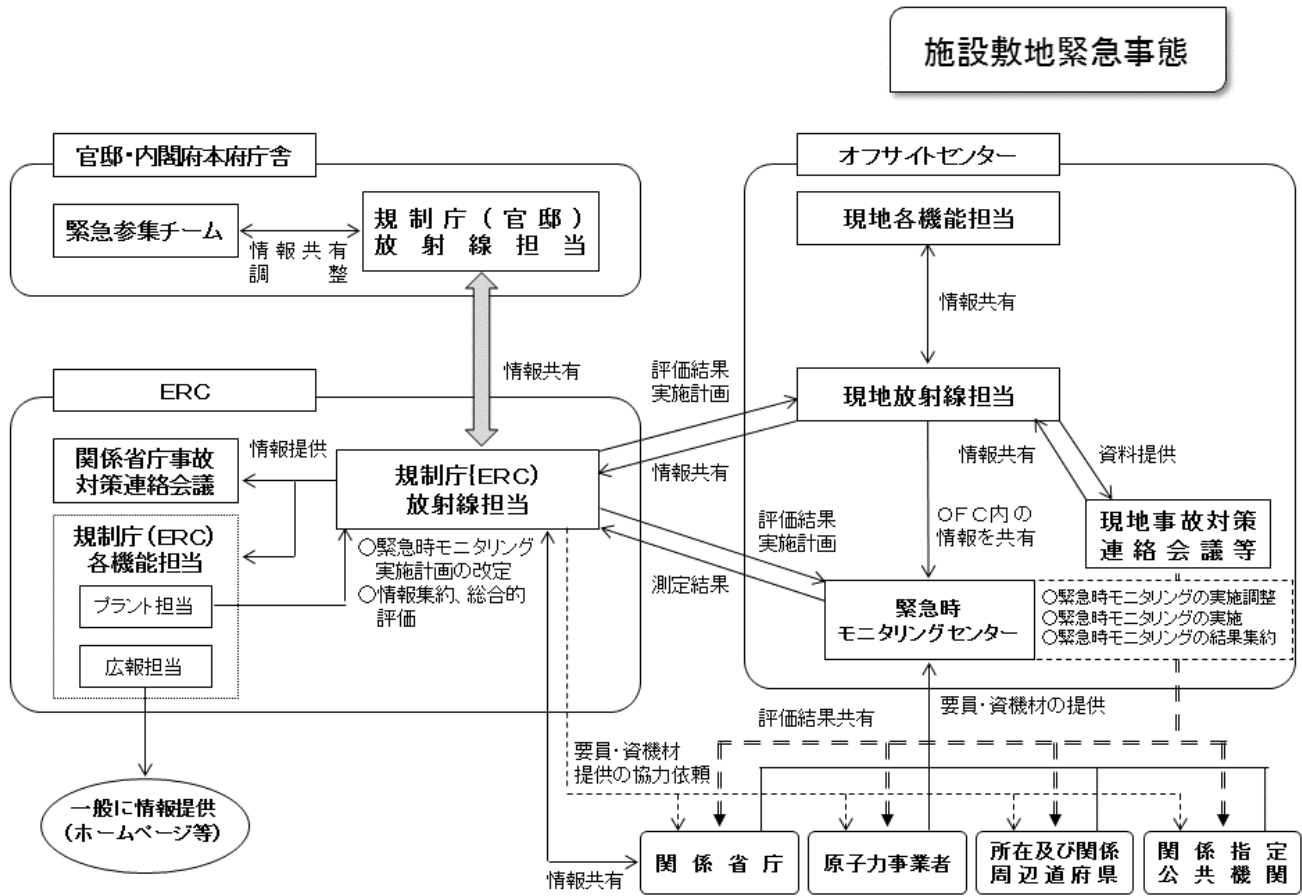 施設敷地緊急事態
官邸・内閣府本府庁舎
緊急参集チーム
情報共有
調整
規制庁（官邸）
放射線担当
情報共有
オフサイトセンター
現地各機能担当
情報共有
現地放射線担当
評価結果
実施計画
情報共有
情報共有
資料提供
OFC内の
情報を共有
現地事故対策
連絡会議等
ERC
関係省庁事故
対策連絡会議
情報提供
規制庁{ERC)
放射線担当
規制庁（ERC）
各機能担当
プラント担当
広報担当
○緊急時モニタリング
実施計画の改定
○情報集約、総合的
評価
評価結果
実施計画
測定結果
緊急時
モニタリングセンター
○緊急時モニタリングの実施調整
○緊急時モニタリングの実施
○緊急時モニタリングの結果集約
要員・資機材の提供
評価結果共有
要員・資機材
提供の協力依頼
一般に情報提供
(ホームページ等)
情報共有
関係省庁
原子力事業者
所在及び関係
周辺道府県
関係指定
公共機関